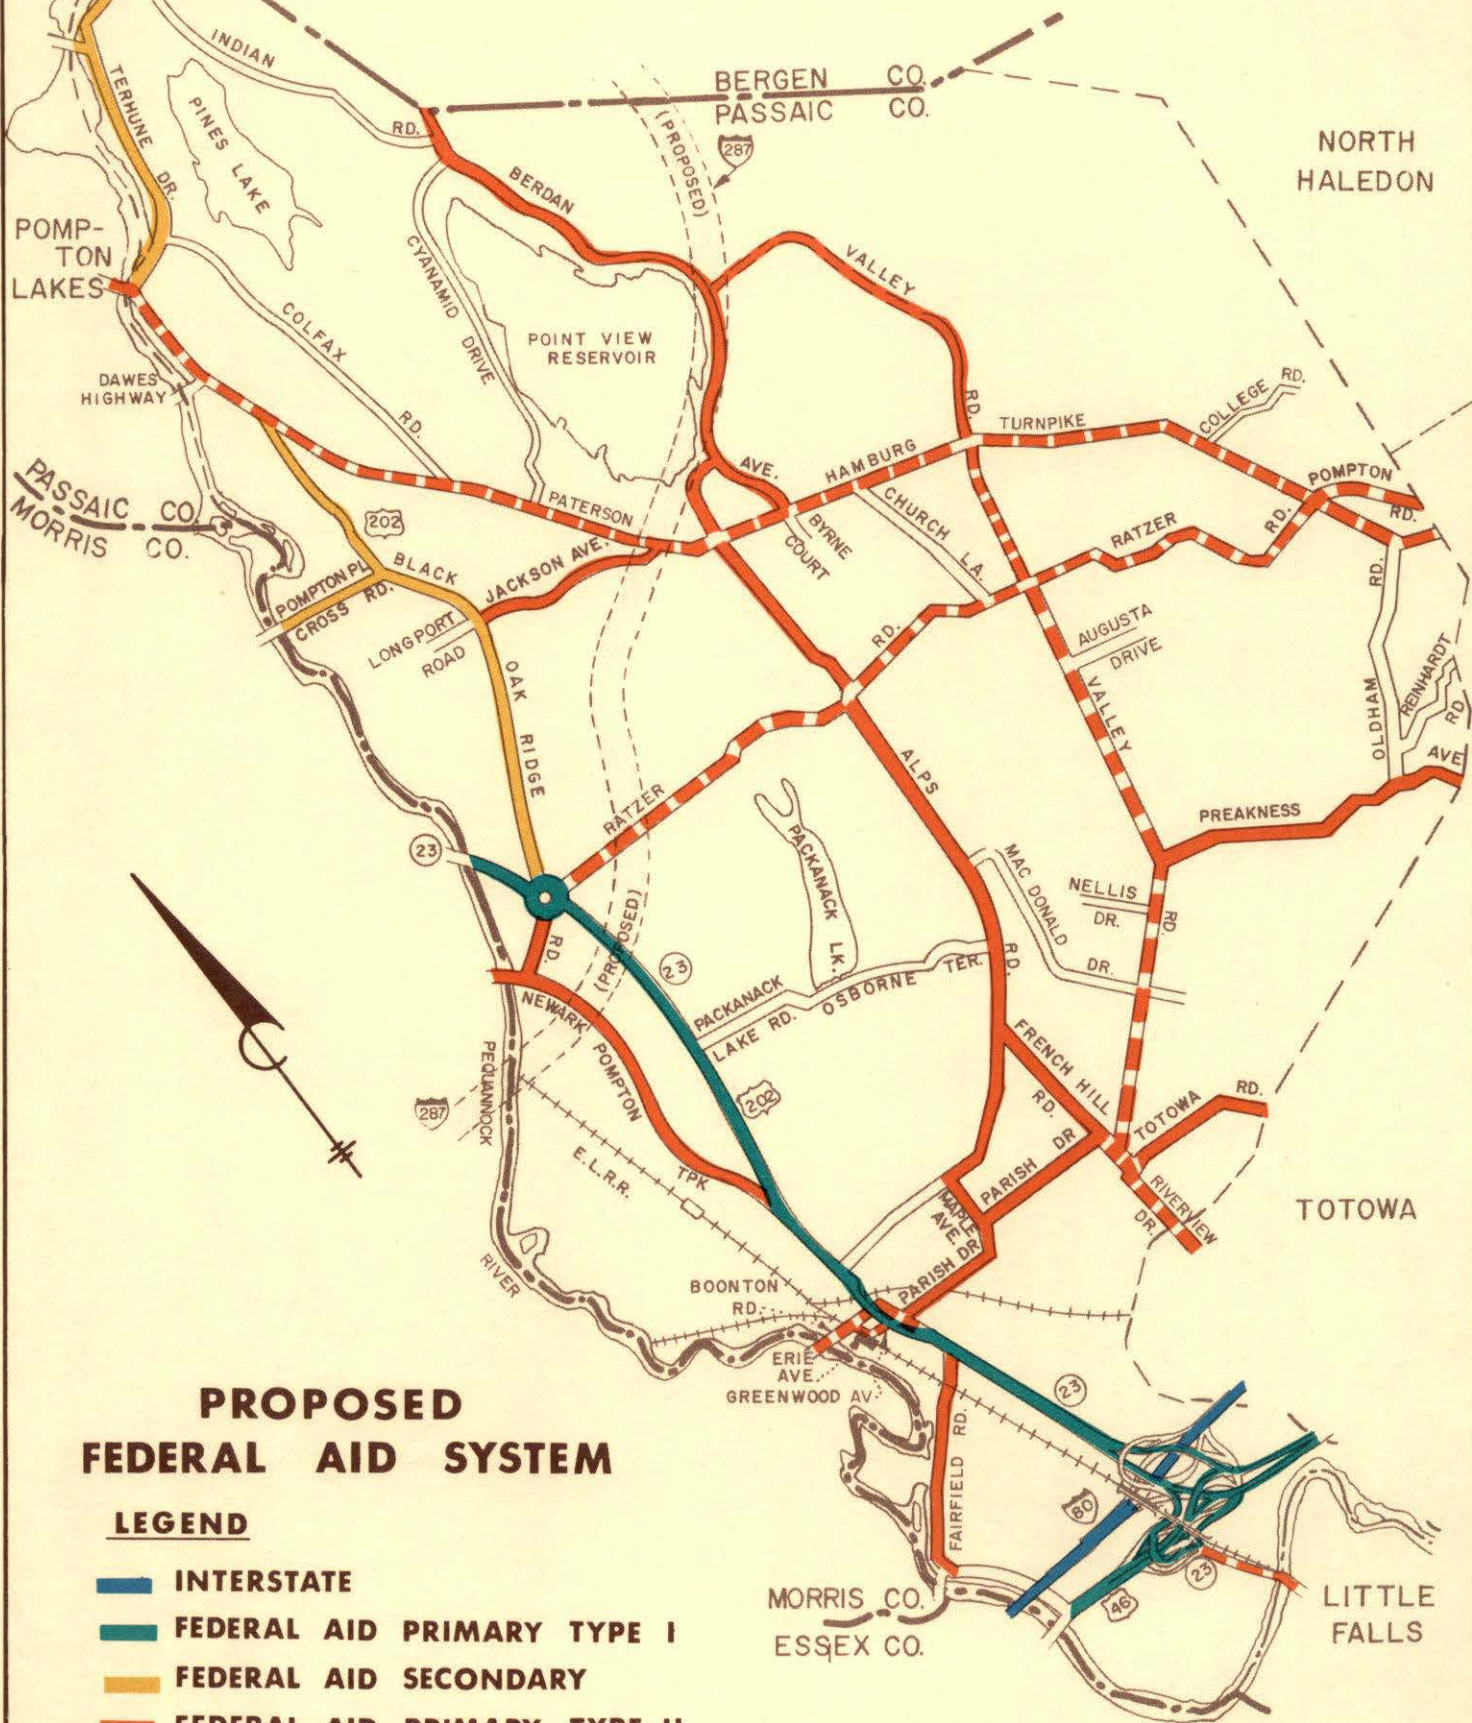 INDIAN
RD.
TERHUNE
DR.
PINES LAKE
BERGEN CO.
PASSAIC CO.
(PROPOSED)
287
NORTH
HALEDON
BERDAN
AVE.
POMP-
TON
LAKES
COLFAX
RD.
CYANAMID DRIVE
POINT VIEW
RESERVOIR
VALLEY
RD.
DAWES
HIGHWAY
TURNPIKE
COLLEGE RD.
HAMBURG
PATERSON
POMPTON
RD.
PASSAIC CO.
MORRIS CO.
202
CHURCH LA.
BYRNE
COURT
RATZER
RD.
BLACK
JACKSON AVE.
POMPTON PL.
CROSS RD.
LONGPORT
ROAD
OAK RIDGE
RD.
RD.
AUGUSTA
DRIVE
VALLEY
RD.
OLDHAM
RD.
REINHARDT
RD.
AVE
PREAKNESS
ALPS
RD.
RATZER
PACKANACK LK.
23
MAC DONALD
DR.
NELLIS
DR.
(PROPOSED)
23
PACKANACK
LAKE RD.
OSBORNE TER.
NEWARK
POMPTON
TPK
PEQUANNOCK
RIVER
287
202
FRENCH HILL
RD.
TOTOWA RD.
E.L.R.R.
PARISH DR
MAPLE
AVE.
PARISH DR
RIVERVIEW
DR.
TOTOWA
BOONTON
RD.
ERIE
AVE.
GREENWOOD AV.
23
FAIRFIELD RD.
80
23
46
MORRIS CO.
ESSEX CO.
LITTLE
FALLS
PROPOSED
FEDERAL AID SYSTEM
LEGEND
INTERSTATE
FEDERAL AID PRIMARY TYPE I
FEDERAL AID SECONDARY
FEDERAL AID PRIMARY TYPE II